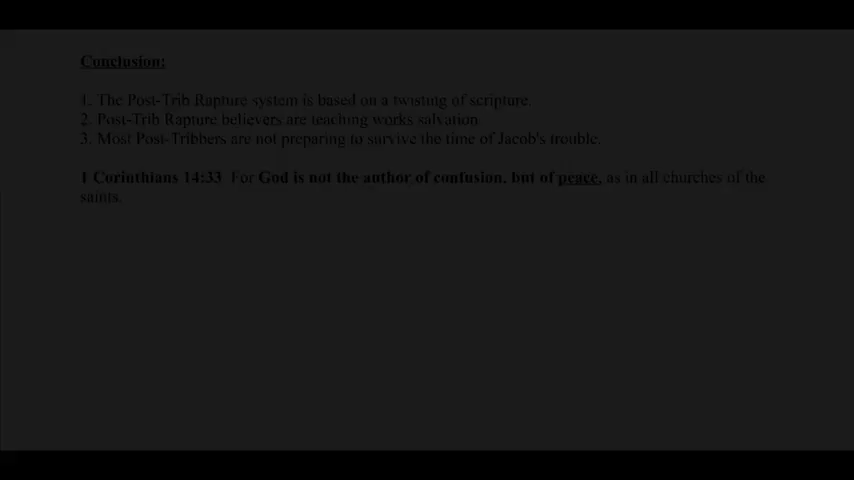 Conclusion:
1. The Post-Trib Rapture system is based on a twisting of scripture.
2. Post-Trib Rapture believers are teaching works salvation
3. Most Post-Tribbers are not preparing to survive the time of Jacob's trouble.
1 Corinthians 14:33 For God is not the author of confusion, but of peace, as in all churches of the
saints.